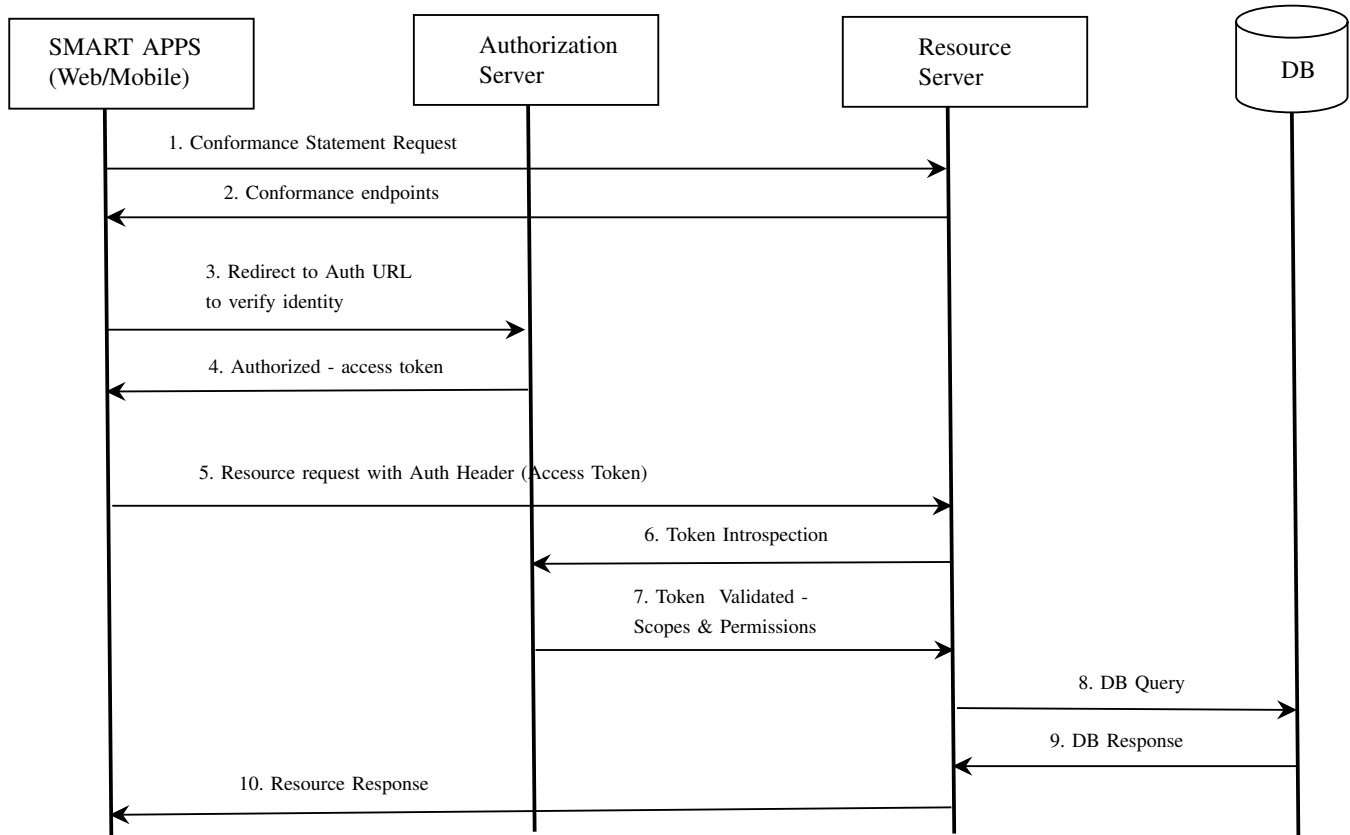 SMART APPS
(Web/Mobile)
Authorization
Server
Resource
Server
DB
1. Conformance Statement Request
2. Conformance endpoints
3. Redirect to Auth URL
to verify identity
4. Authorized - access token
5. Resource request with Auth Header (Access Token)
6. Token Introspection
7. Token Validated -
Scopes & Permissions
8. DB Query
9. DB Response
10. Resource Response